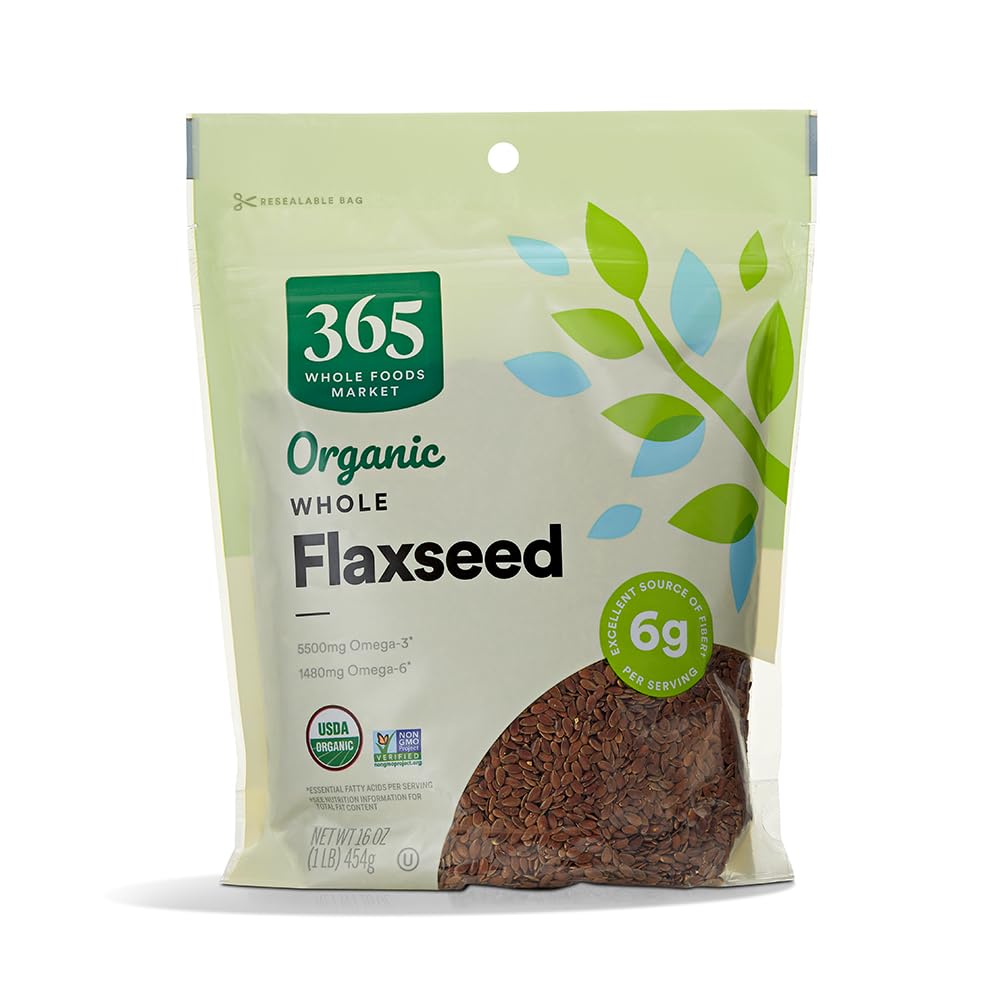 RESEALABLE BAG
365
WHOLE FOODS
MARKET
Organic
WHOLE
Flaxseed
5500mg Omega-3*
1480mg Omega-6*
EXCELLENT SOURCE OF FIBER†
6g
PER SERVING
USDA
ORGANIC
NON
GMO
Project
VERIFIED
nongmoproject.org
*ESSENTIAL FATTY ACIDS PER SERVING
†SEE NUTRITION INFORMATION FOR
TOTAL FAT CONTENT
NET WT 16 OZ
(1 LB) 454g
U